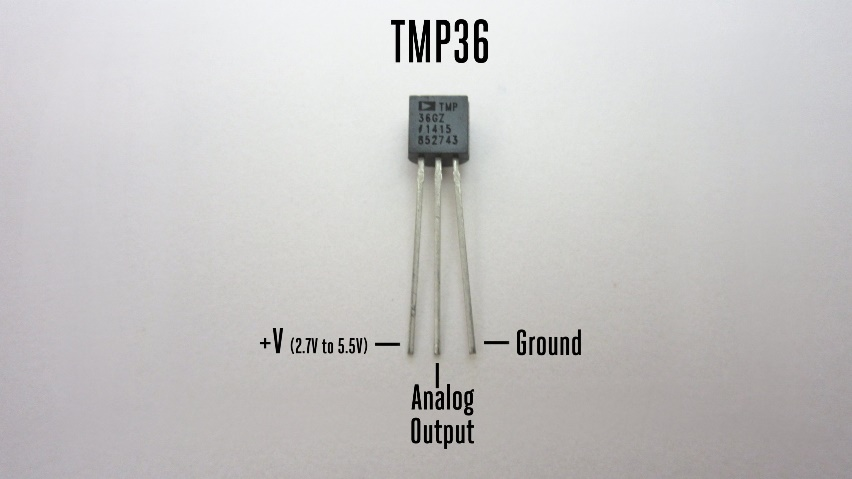 TMP36
TMP
36GZ
#1415
852743
+V (2.7V to 5.5V)
Ground
Analog
Output